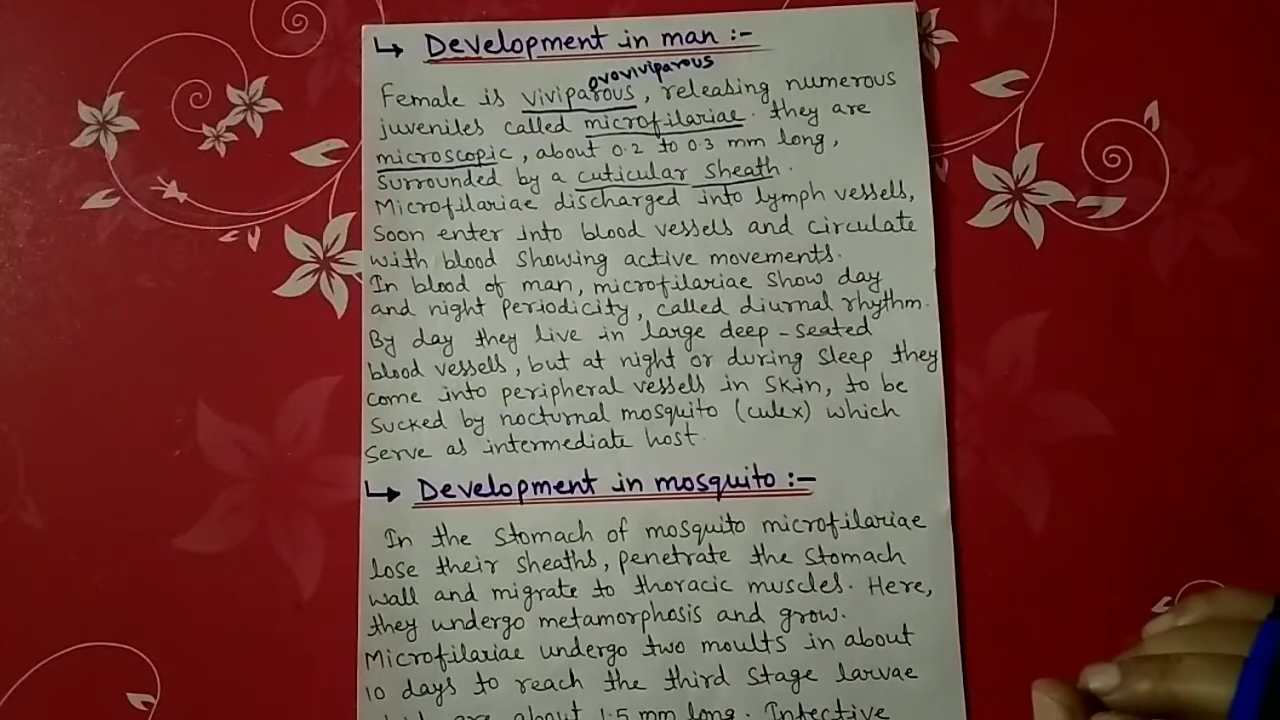 ↳ Development in man :-
ovoviviparous
Female is viviparous, releasing numerous
juveniles called microfilariae. they are
microscopic, about 0.2 to 0.3 mm long,
surrounded by a cuticular sheath.
Microfilariae discharged into lymph vessels,
soon enter into blood vessels and circulate
with blood showing active movements.
In blood of man, microfilariae show day
and night periodicity, called diurnal rhythm.
By day they live in large deep-seated
blood vessels, but at night or during sleep they
come into peripheral vessels in skin, to be
sucked by nocturnal mosquito (culex) which
serve as intermediate host.
↳ Development in mosquito :-
In the stomach of mosquito microfilariae
lose their sheaths, penetrate the stomach
wall and migrate to thoracic muscles. Here,
they undergo metamorphosis and grow.
Microfilariae undergo two moults in about
10 days to reach the third stage larvae
are about 1.5 mm long. Infective